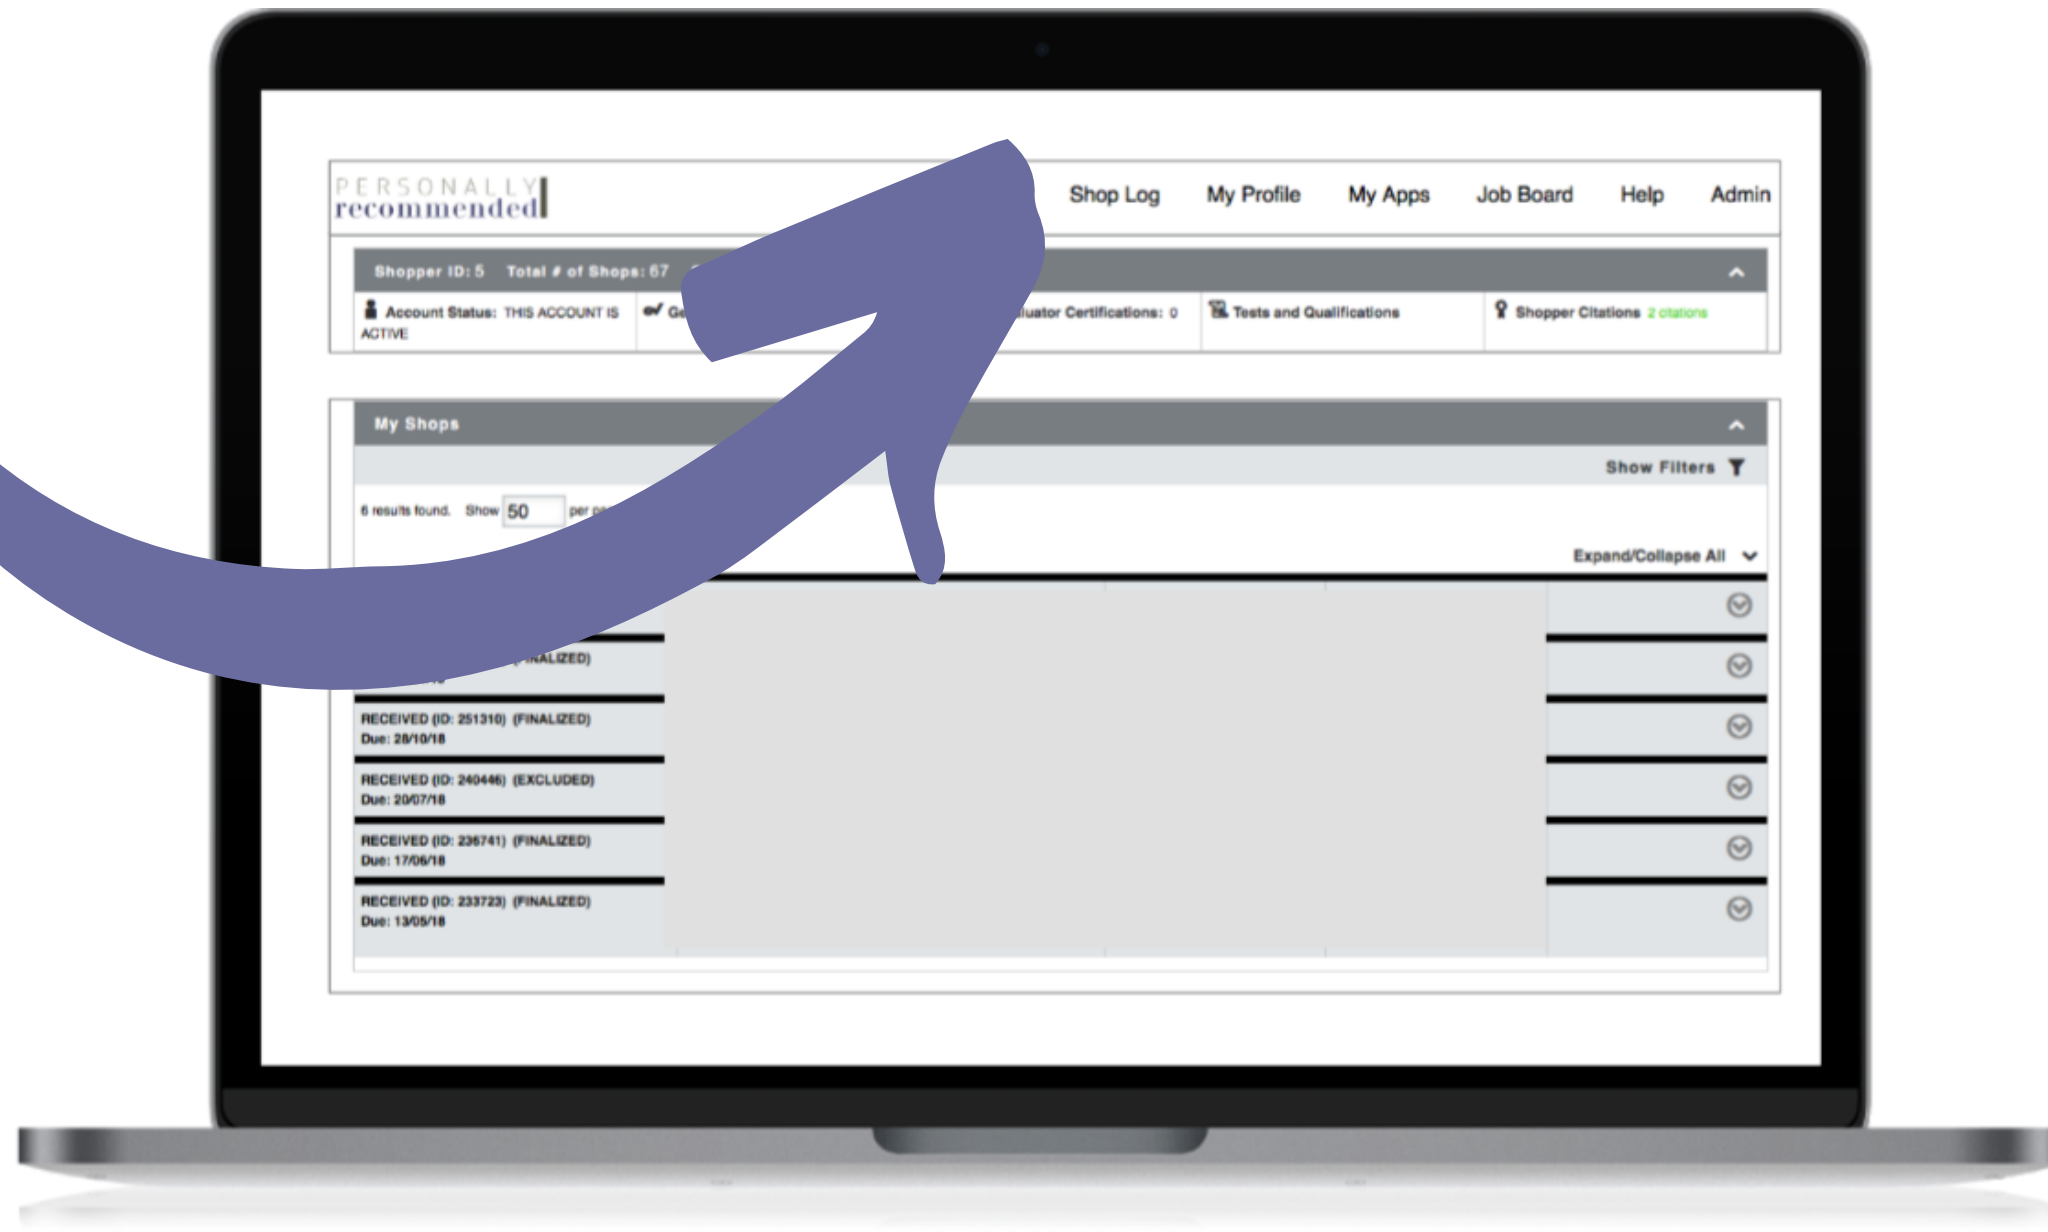 PERSONALLY
recommended
Shop Log My Profile My Apps Job Board Help Admin
Shopper ID: 5 Total # of Shops: 67
Account Status: THIS ACCOUNT IS
ACTIVE
Certifications: 0
Tests and Qualifications
Shopper Citations 2 citations
My Shops
Show Filters
6 results found. Show 50 per
Expand/Collapse All
RECEIVED (ID: 251310) (FINALIZED)
Due: 28/10/18
RECEIVED (ID: 240446) (EXCLUDED)
Due: 20/07/18
RECEIVED (ID: 236741) (FINALIZED)
Due: 17/06/18
RECEIVED (ID: 233723) (FINALIZED)
Due: 13/05/18